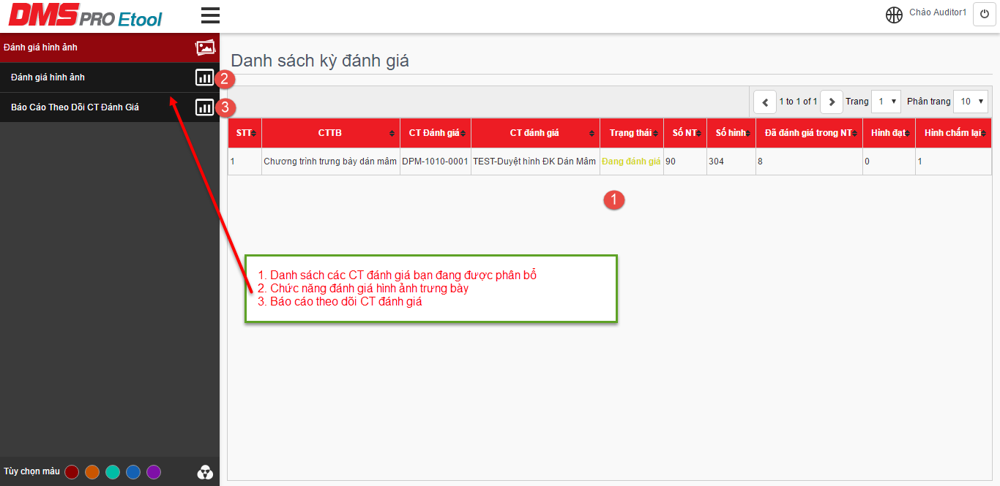 DMSPRO Etool
Chào Auditor1
Đánh giá hình ảnh
Đánh giá hình ảnh
2
Báo Cáo Theo Dõi CT Đánh Giá
3
Danh sách kỳ đánh giá
1 to 1 of 1 Trang 1 Phân trang 10
STT CTTB CT Đánh giá CT đánh giá Trạng thái Số NT Số hình Đã đánh giá trong NT Hình đạt Hình chấm lại
1 Chương trình trưng bày dán mâm DPM-1010-0001 TEST-Duyệt hình ĐK Dán Mâm Đang đánh giá 90 304 8 0 1
1
1. Danh sách các CT đánh giá bạn đang được phân bổ
2. Chức năng đánh giá hình ảnh trưng bày
3. Báo cáo theo dõi CT đánh giá
Tùy chọn màu